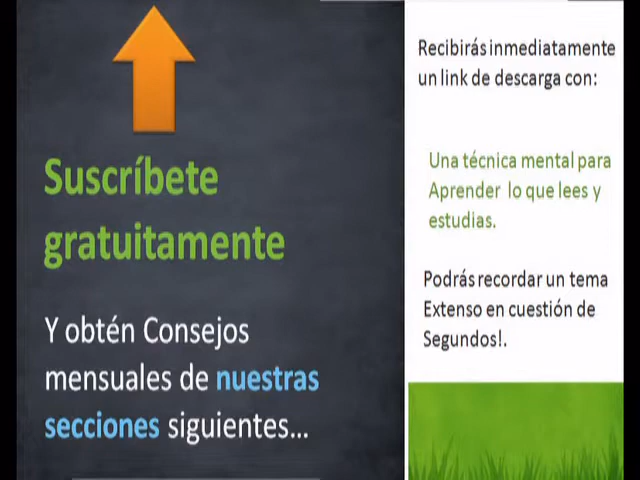 Suscríbete
gratuitamente
Y obtén Consejos
mensuales de nuestras
secciones siguientes...
Recibirás inmediatamente
un link de descarga con:
Una técnica mental para
Aprender lo que lees y
estudias.
Podrás recordar un tema
Extenso en cuestión de
Segundos!.